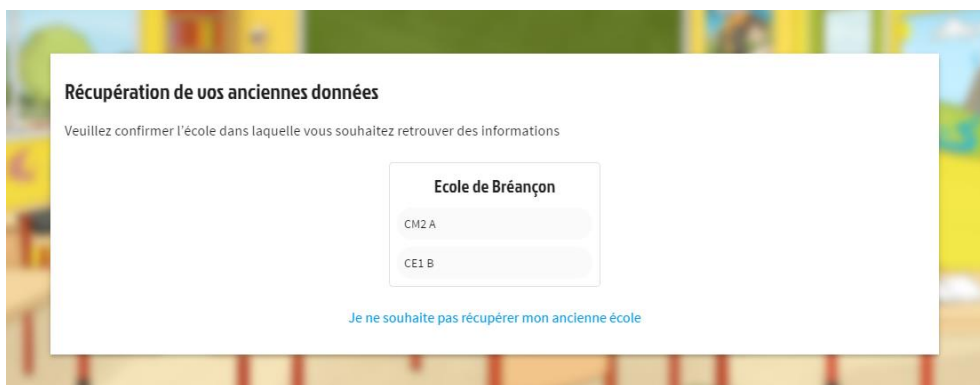 Récupération de vos anciennes données
Veuillez confirmer l'école dans laquelle vous souhaitez retrouver des informations
Ecole de Bréançon
CM2 A
CE1 B
Je ne souhaite pas récupérer mon ancienne école